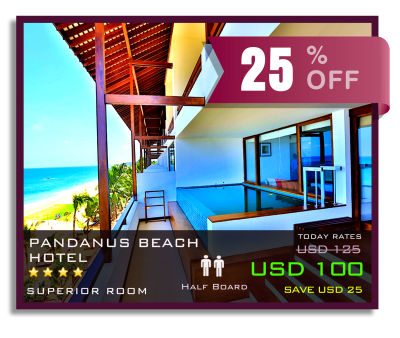 25 % OFF
PANDANUS BEACH
HOTEL
SUPERIOR ROOM
Half Board
TODAY RATES
USD 125
USD 100
SAVE USD 25